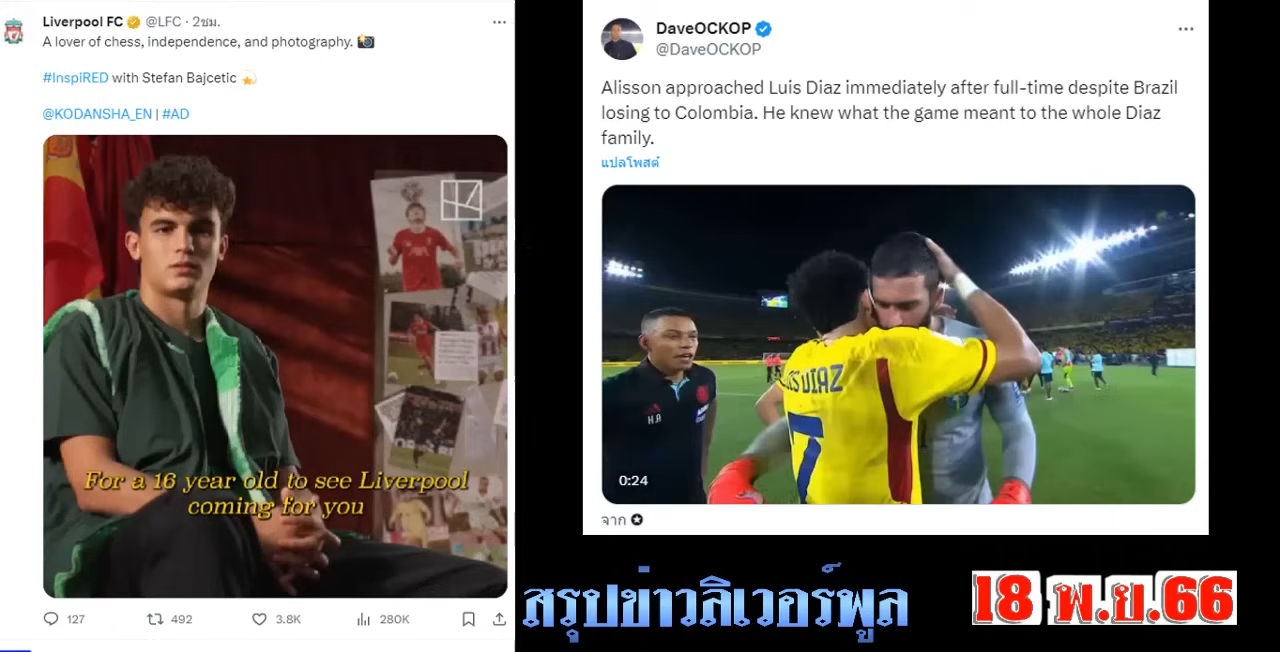 Liverpool FC @LFC · 2ชม.
A lover of chess, independence, and photography. 📸
#InspiRED with Stefan Bajcetic 💫
@KODANSHA_EN | #AD
For a 16 year old to see Liverpool
coming for you
127 492 3.8K 280K
DaveOCKOP
@DaveOCKOP
Alisson approached Luis Diaz immediately after full-time despite Brazil
losing to Colombia. He knew what the game meant to the whole Diaz
family.
แปลโพสต์
DIAZ
7
H.A
0:24
จาก
สรุปข่าวลิเวอร์พูล
18 พ.ย.66